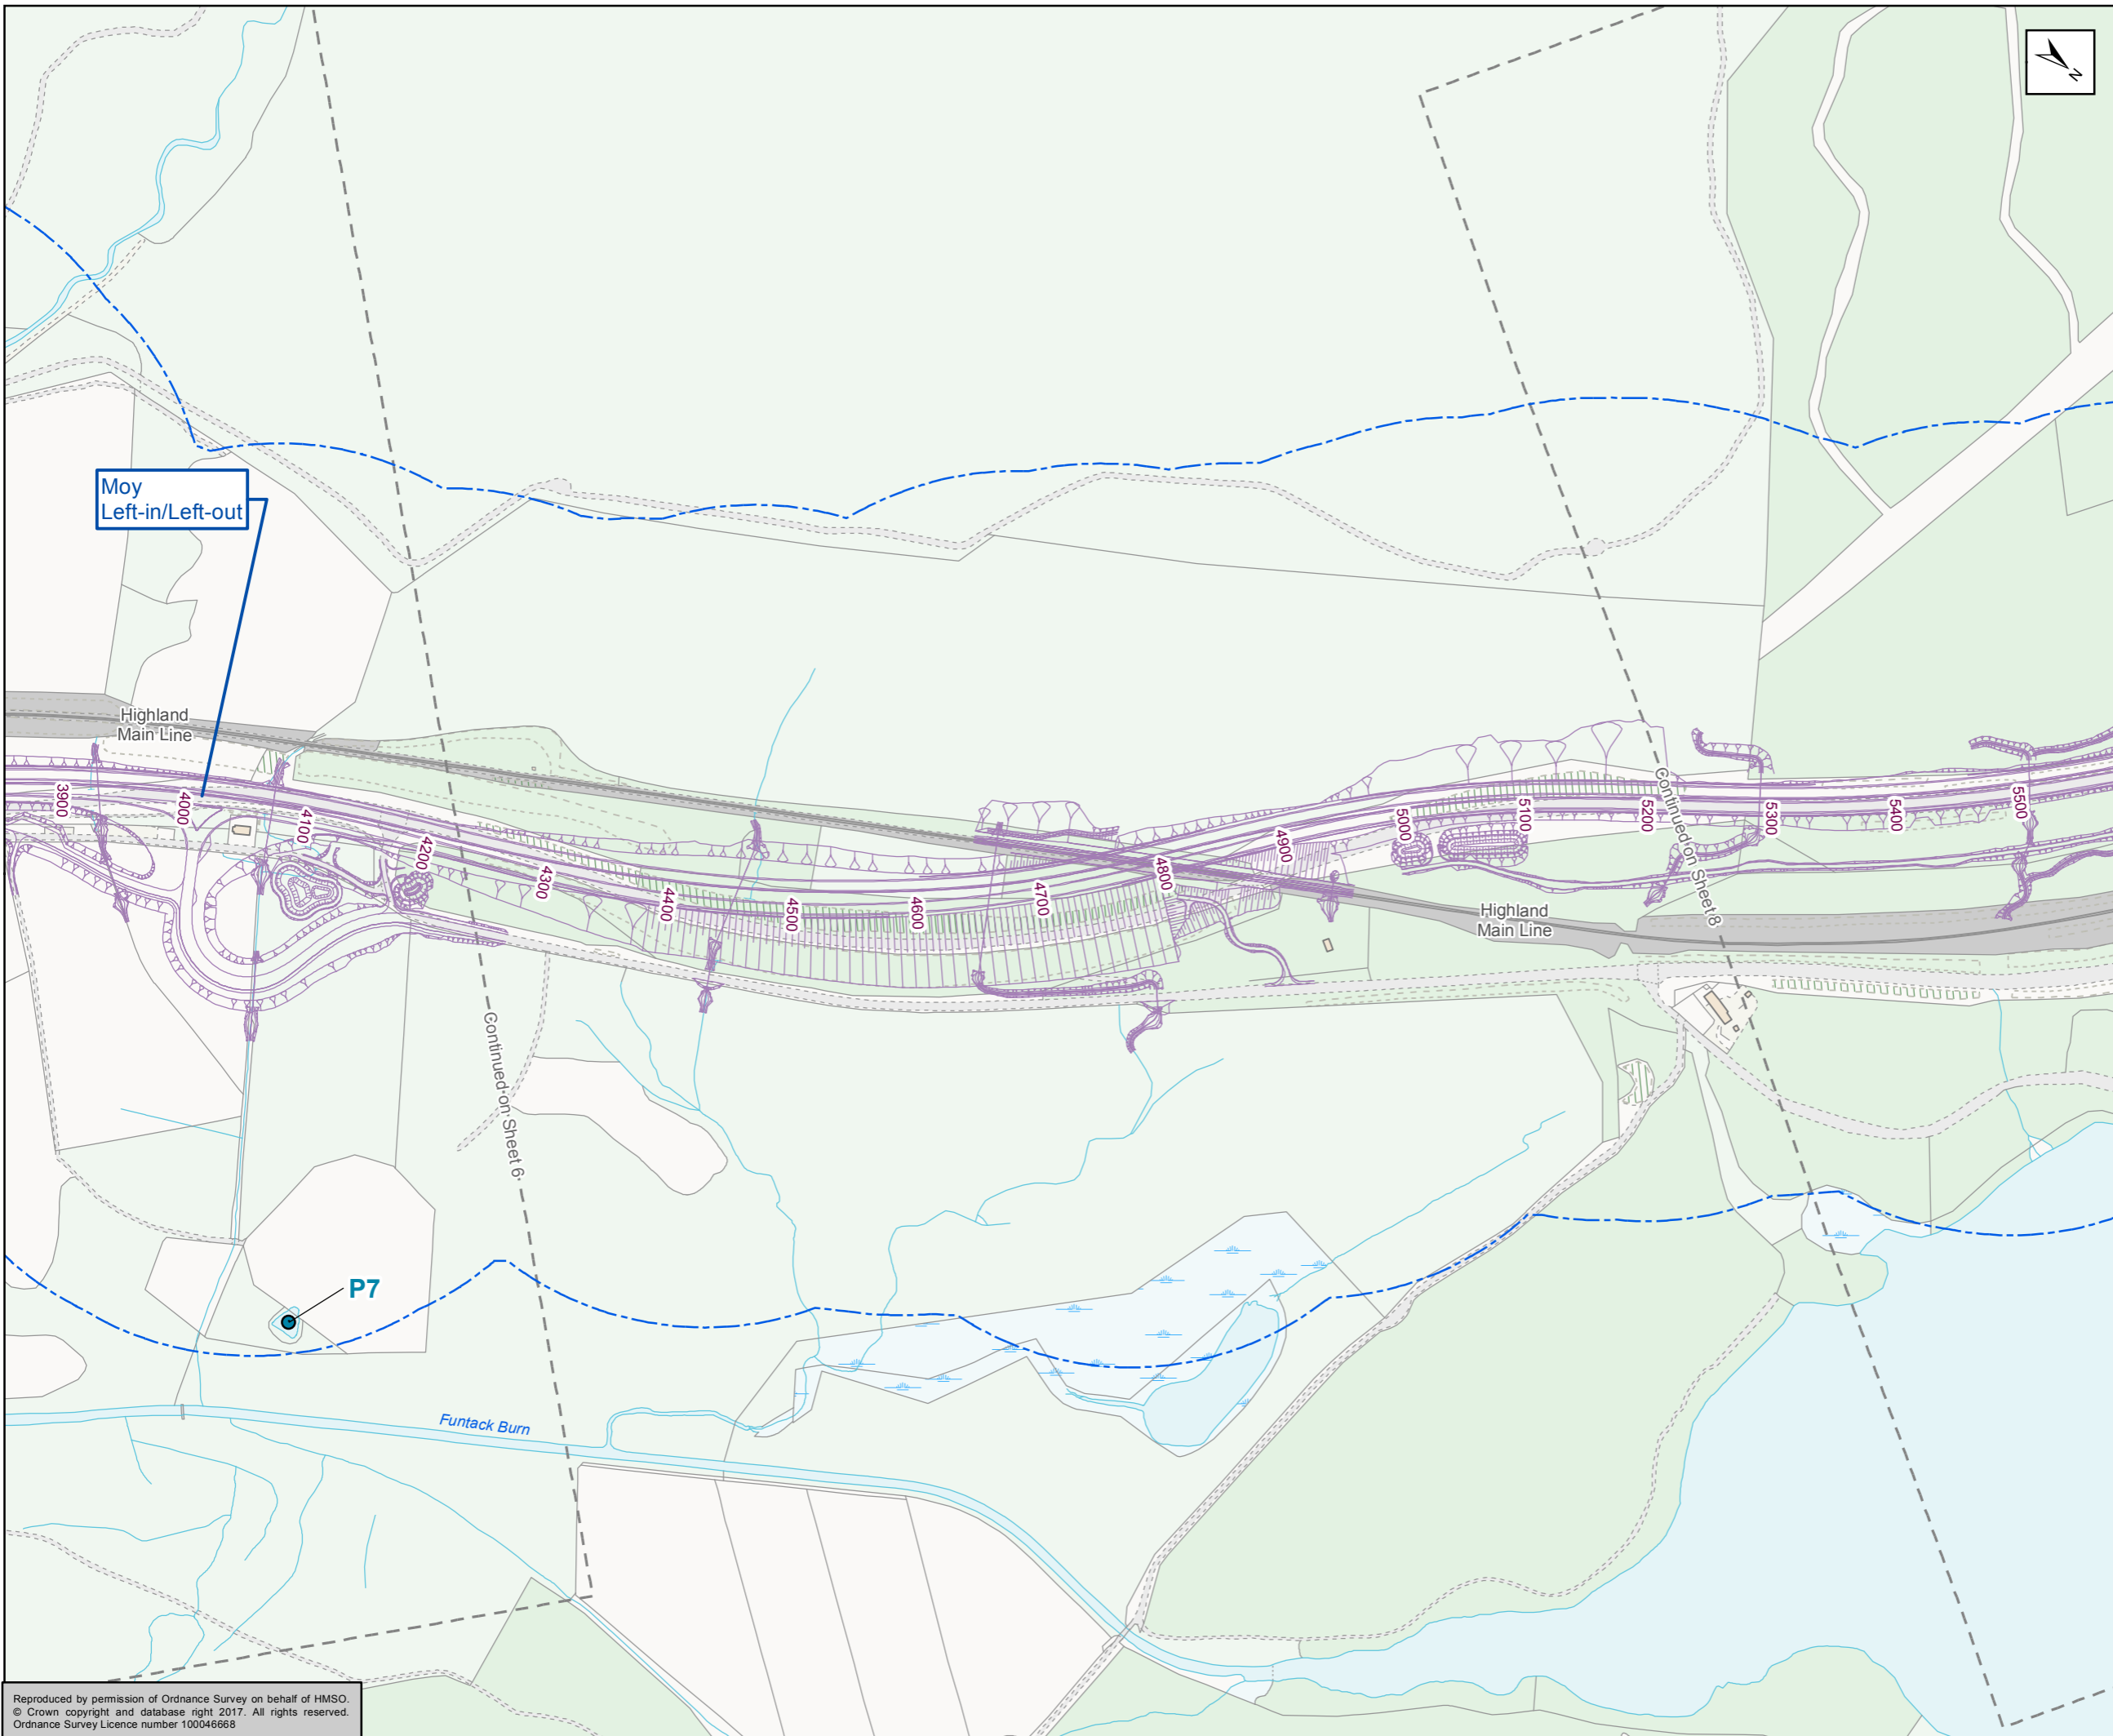 N
Moy
Left-in/Left-out
Highland
Main Line
3900
4000
4100
4200
4300
4400
4500
4600
4700
4800
4900
5000
5100
5200
5300
5400
5500
Highland
Main Line
Continued on Sheet 6
Continued on Sheet 8
P7
Funtack Burn
Reproduced by permission of Ordnance Survey on behalf of HMSO.
© Crown copyright and database right 2017. All rights reserved.
Ordnance Survey Licence number 100046668